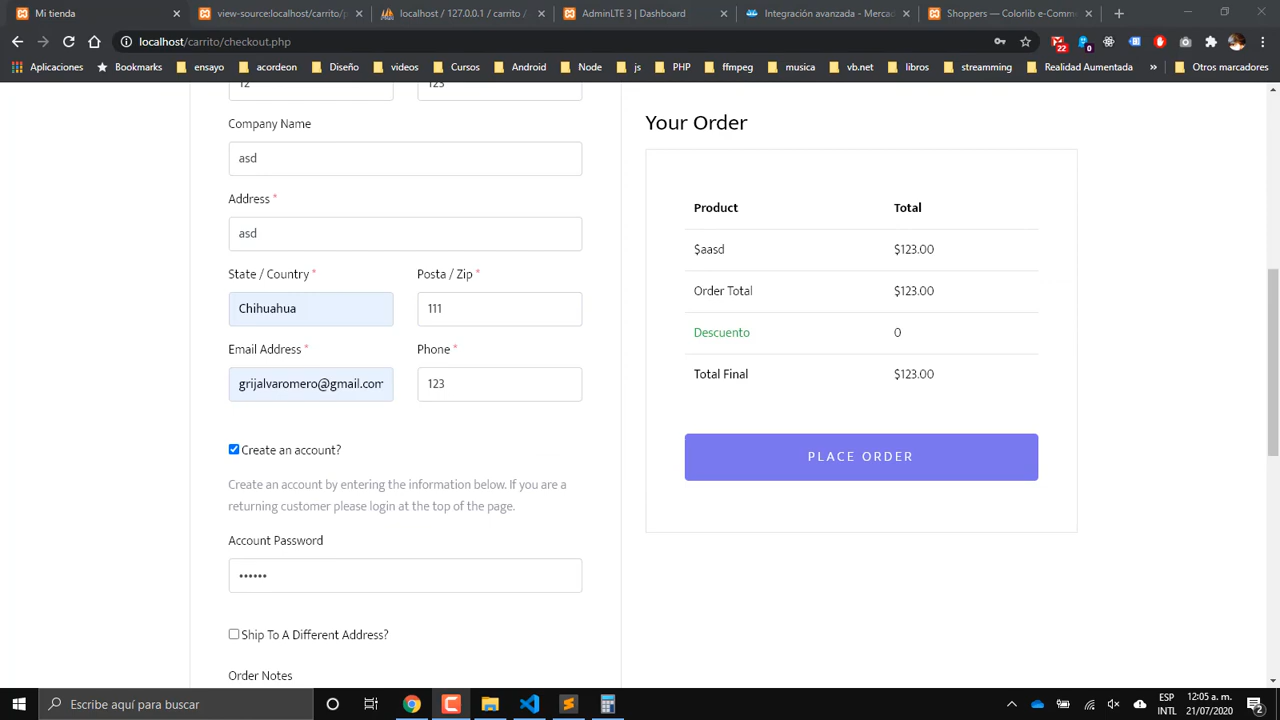 Mi tienda
view-source:localhost/carrito/p
localhost / 127.0.0.1 / carrito /
AdminLTE 3 | Dashboard
Integración avanzada - Merca
Shoppers — Colorlib e-Comm
localhost/carrito/checkout.php
22
0
Aplicaciones
Bookmarks
ensayo
acordeon
Diseño
videos
Cursos
Android
Node
js
PHP
ffmpeg
musica
vb.net
libros
streamming
Realidad Aumentada
»
Otros marcadores
12
123
Company Name
asd
Address *
asd
State / Country *
Posta / Zip *
Chihuahua
111
Email Address *
Phone *
grijalvaromero@gmail.com
123
Create an account?
Create an account by entering the information below. If you are a
returning customer please login at the top of the page.
Account Password
••••••
Ship To A Different Address?
Order Notes
Your Order
Product Total
$aasd $123.00
Order Total $123.00
Descuento 0
Total Final $123.00
PLACE ORDER
Escribe aquí para buscar
ESP
INTL
12:05 a. m.
21/07/2020
2